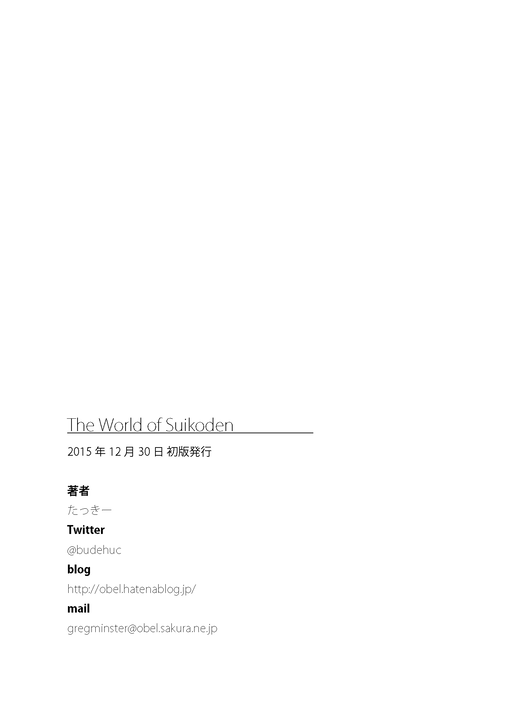 The World of Suikoden
2015 年 12 月 30 日 初版発行
著者
たっきー
Twitter
@budehuc
blog
http://obel.hatenablog.jp/
mail
gregminster@obel.sakura.ne.jp